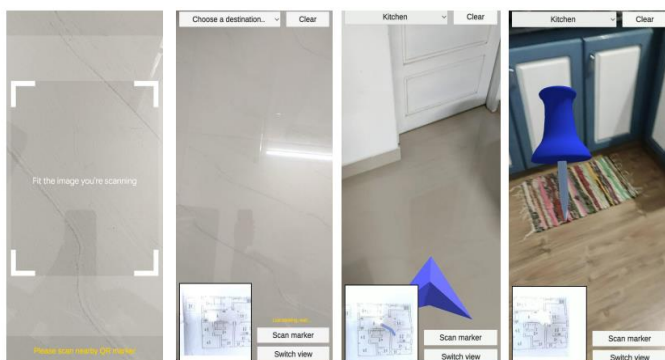 Fit the image you're scanning
Please scan nearby QR marker
Choose a destination..
Clear
Scan marker
Switch view
Kitchen
Clear
Scan marker
Switch view
Kitchen
Clear
Scan marker
Switch view